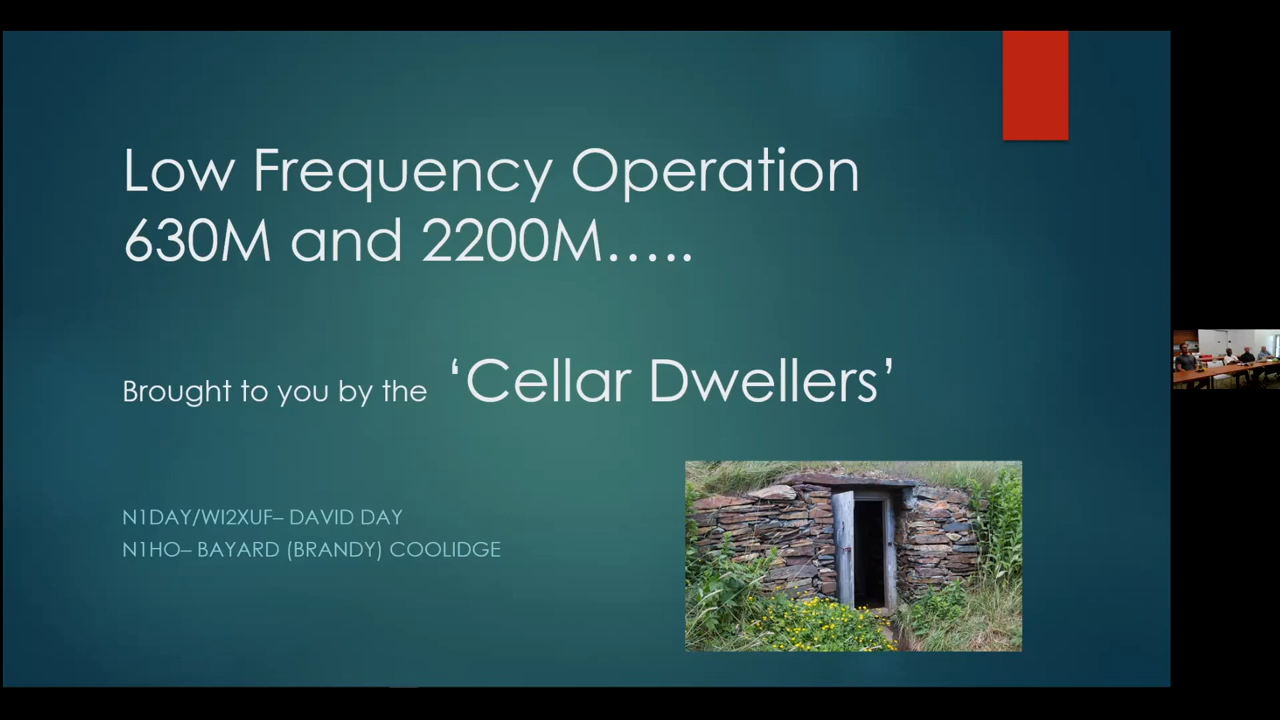 Low Frequency Operation
630M and 2200M.....
Brought to you by the ‘Cellar Dwellers’
N1DAY/WI2XUF– DAVID DAY
N1HO– BAYARD (BRANDY) COOLIDGE